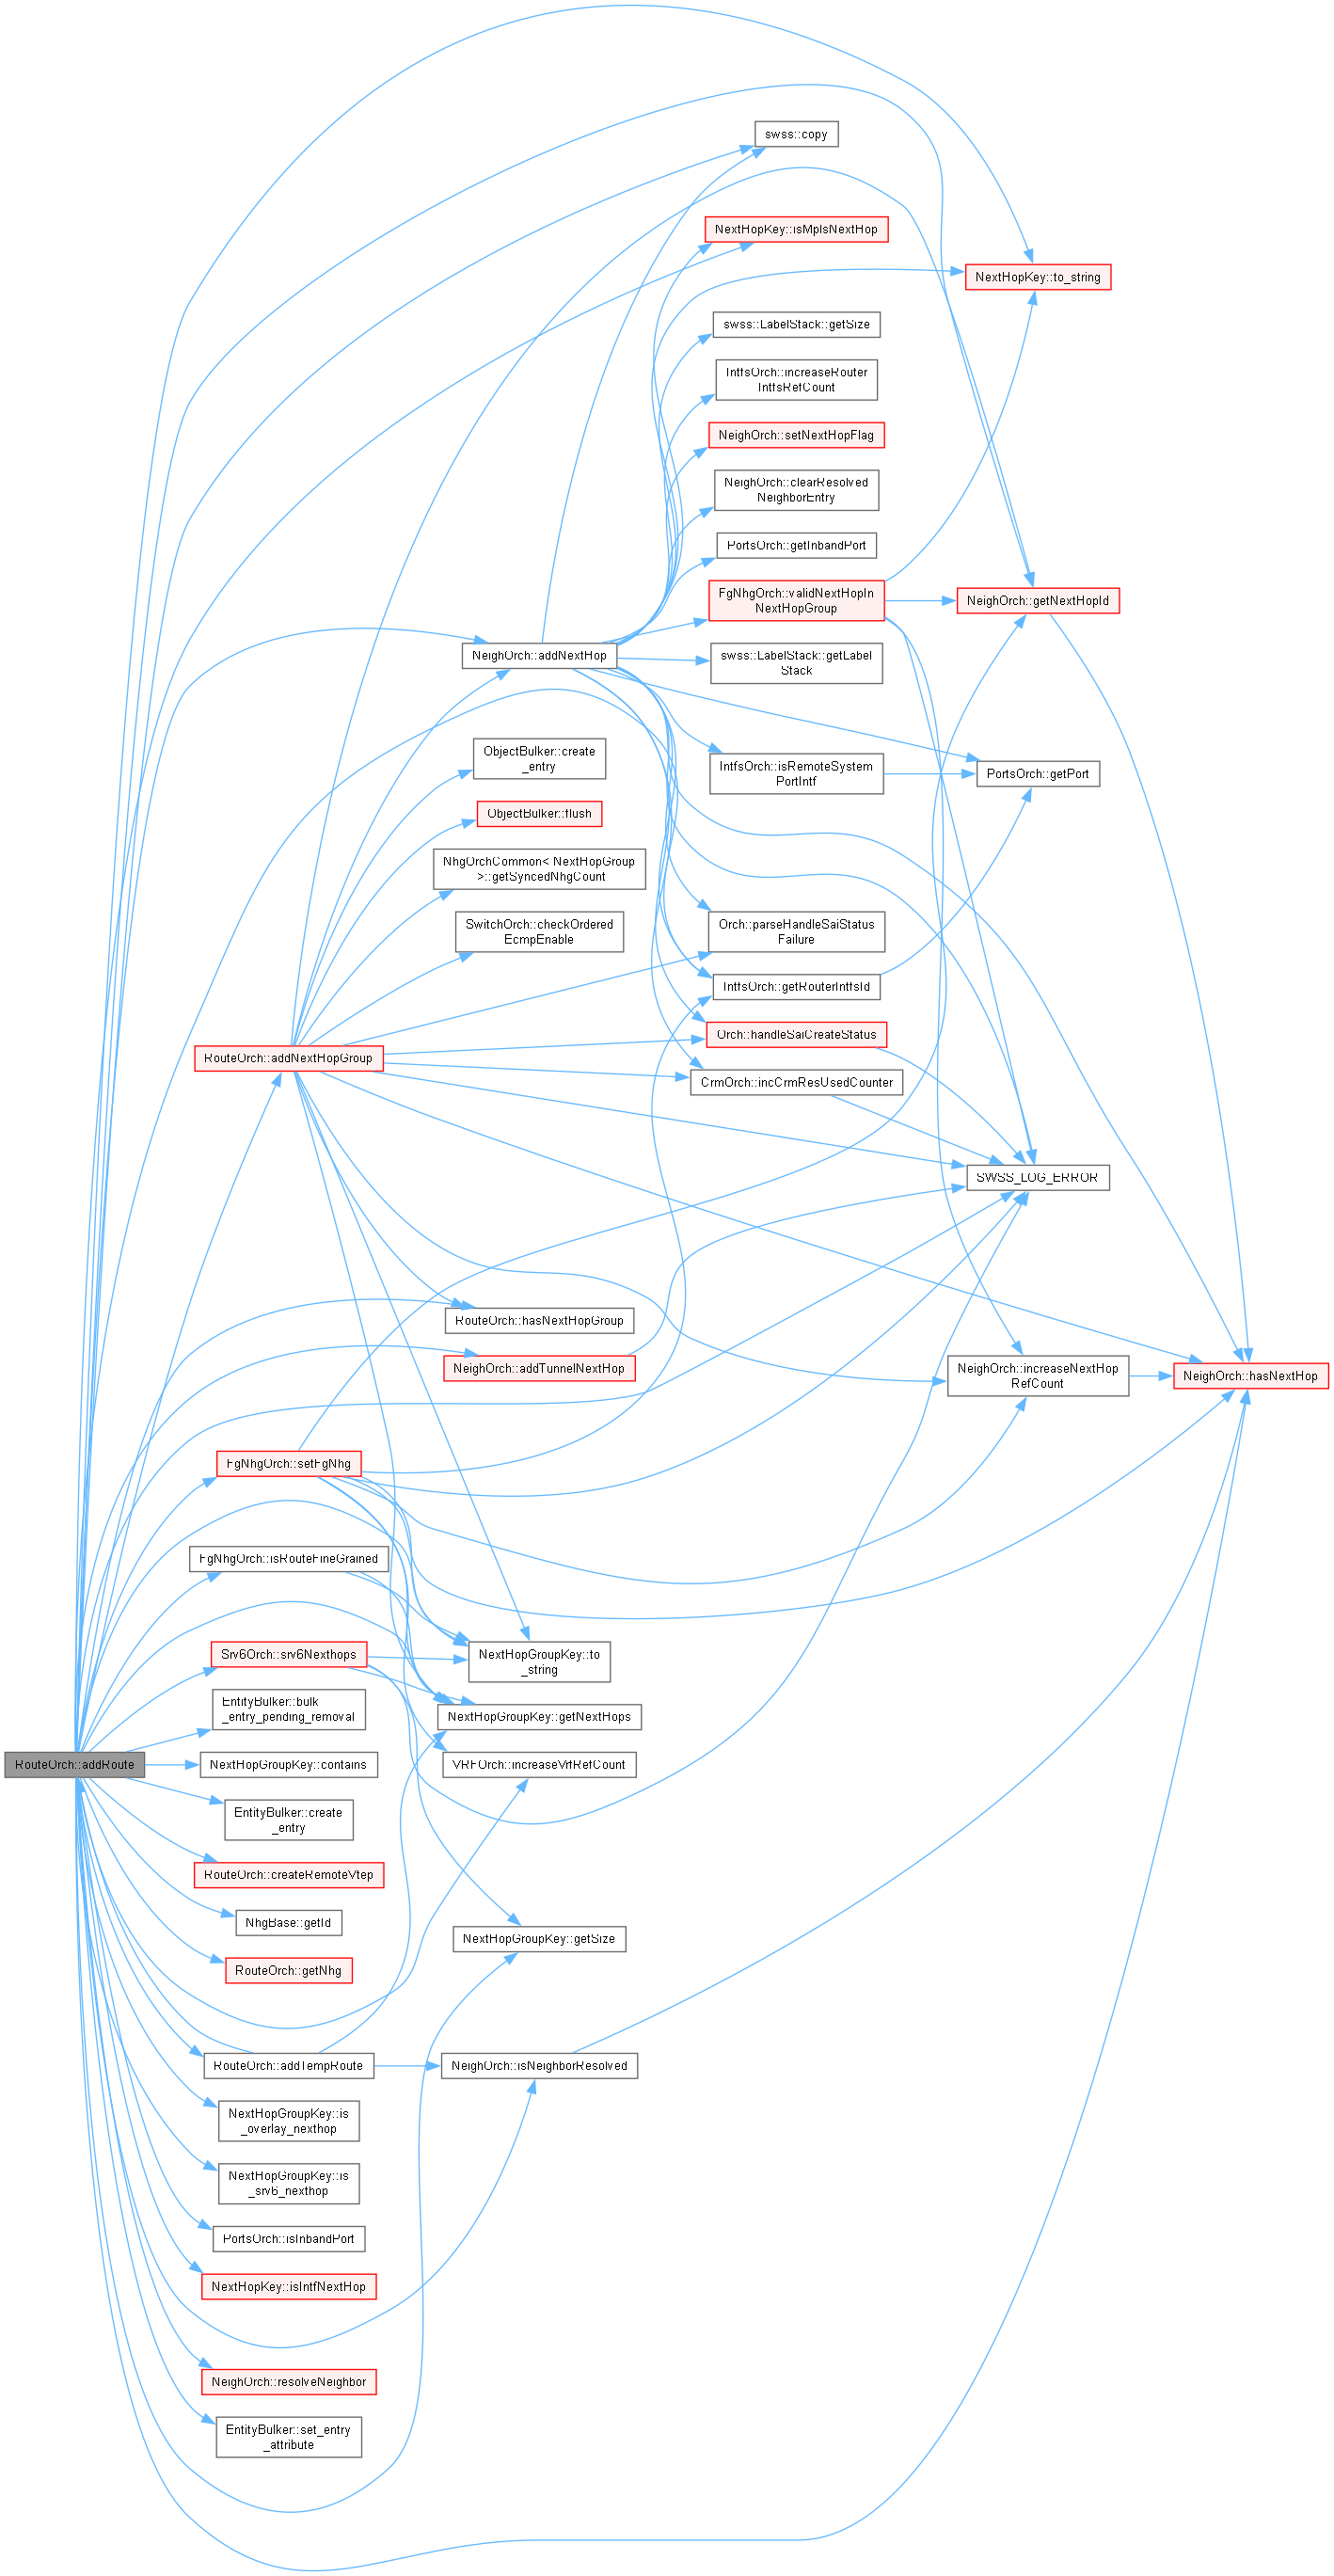 swss::copy
NextHopKey::isMplsNextHop
NextHopKey::to_string
swss::LabelStack::getSize
IntfsOrch::increaseRouter
IntfsRefCount
NeighOrch::setNextHopFlag
NeighOrch::clearResolved
NeighborEntry
PortsOrch::getInbandPort
FgNhgOrch::validNextHopIn
NextHopGroup
NeighOrch::getNextHopId
NeighOrch::addNextHop
swss::LabelStack::getLabel
Stack
ObjectBulker::create
_entry
IntfsOrch::isRemoteSystem
PortIntf
PortsOrch::getPort
ObjectBulker::flush
NhgOrchCommon< NextHopGroup
>::getSyncedNhgCount
SwitchOrch::checkOrdered
EcmpEnable
Orch::parseHandleSaiStatus
Failure
IntfsOrch::getRouterIntfsId
Orch::handleSaiCreateStatus
RouteOrch::addNextHopGroup
CrmOrch::incCrmResUsedCounter
SWSS_LOG_ERROR
RouteOrch::hasNextHopGroup
NeighOrch::addTunnelNextHop
NeighOrch::increaseNextHop
RefCount
NeighOrch::hasNextHop
FgNhgOrch::setFgNhg
FgNhgOrch::isRouteFineGrained
Srv6Orch::srv6Nexthops
NextHopGroupKey::to
_string
EntityBulker::bulk
_entry_pending_removal
NextHopGroupKey::getNextHops
RouteOrch::addRoute
NextHopGroupKey::contains
VRFOrch::increaseVrfRefCount
EntityBulker::create
_entry
RouteOrch::createRemoteVtep
NhgBase::getId
NextHopGroupKey::getSize
RouteOrch::getNhg
RouteOrch::addTempRoute
NeighOrch::isNeighborResolved
NextHopGroupKey::is
_overlay_nexthop
NextHopGroupKey::is
_srv6_nexthop
PortsOrch::isInbandPort
NextHopKey::isIntfNextHop
NeighOrch::resolveNeighbor
EntityBulker::set_entry
_attribute